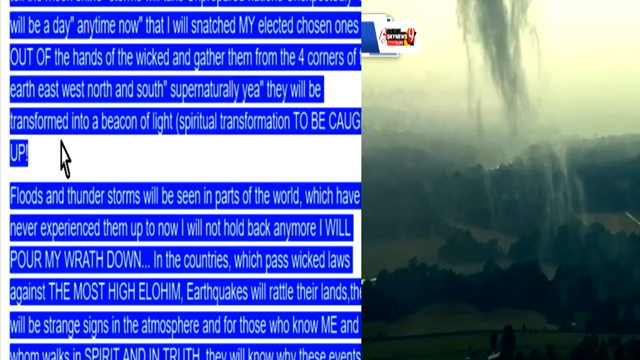 will be a day" anytime now" that I will snatched MY elected chosen ones
OUT OF the hands of the wicked and gather them from the 4 corners of
earth east west north and south" supernaturally yea" they will be
transformed into a beacon of light (spiritual transformation TO BE CAUG
UP!
Floods and thunder storms will be seen in parts of the world, which have
never experienced them up to now I will not hold back anymore I WILL
POUR MY WRATH DOWN... In the countries, which pass wicked laws
against THE MOST HIGH ELOHIM, Earthquakes will rattle their lands,the
will be strange signs in the atmosphere and for those who know ME and
whom walks in SPIRIT AND IN TRUTH, they will know why these events
SKYNEWS